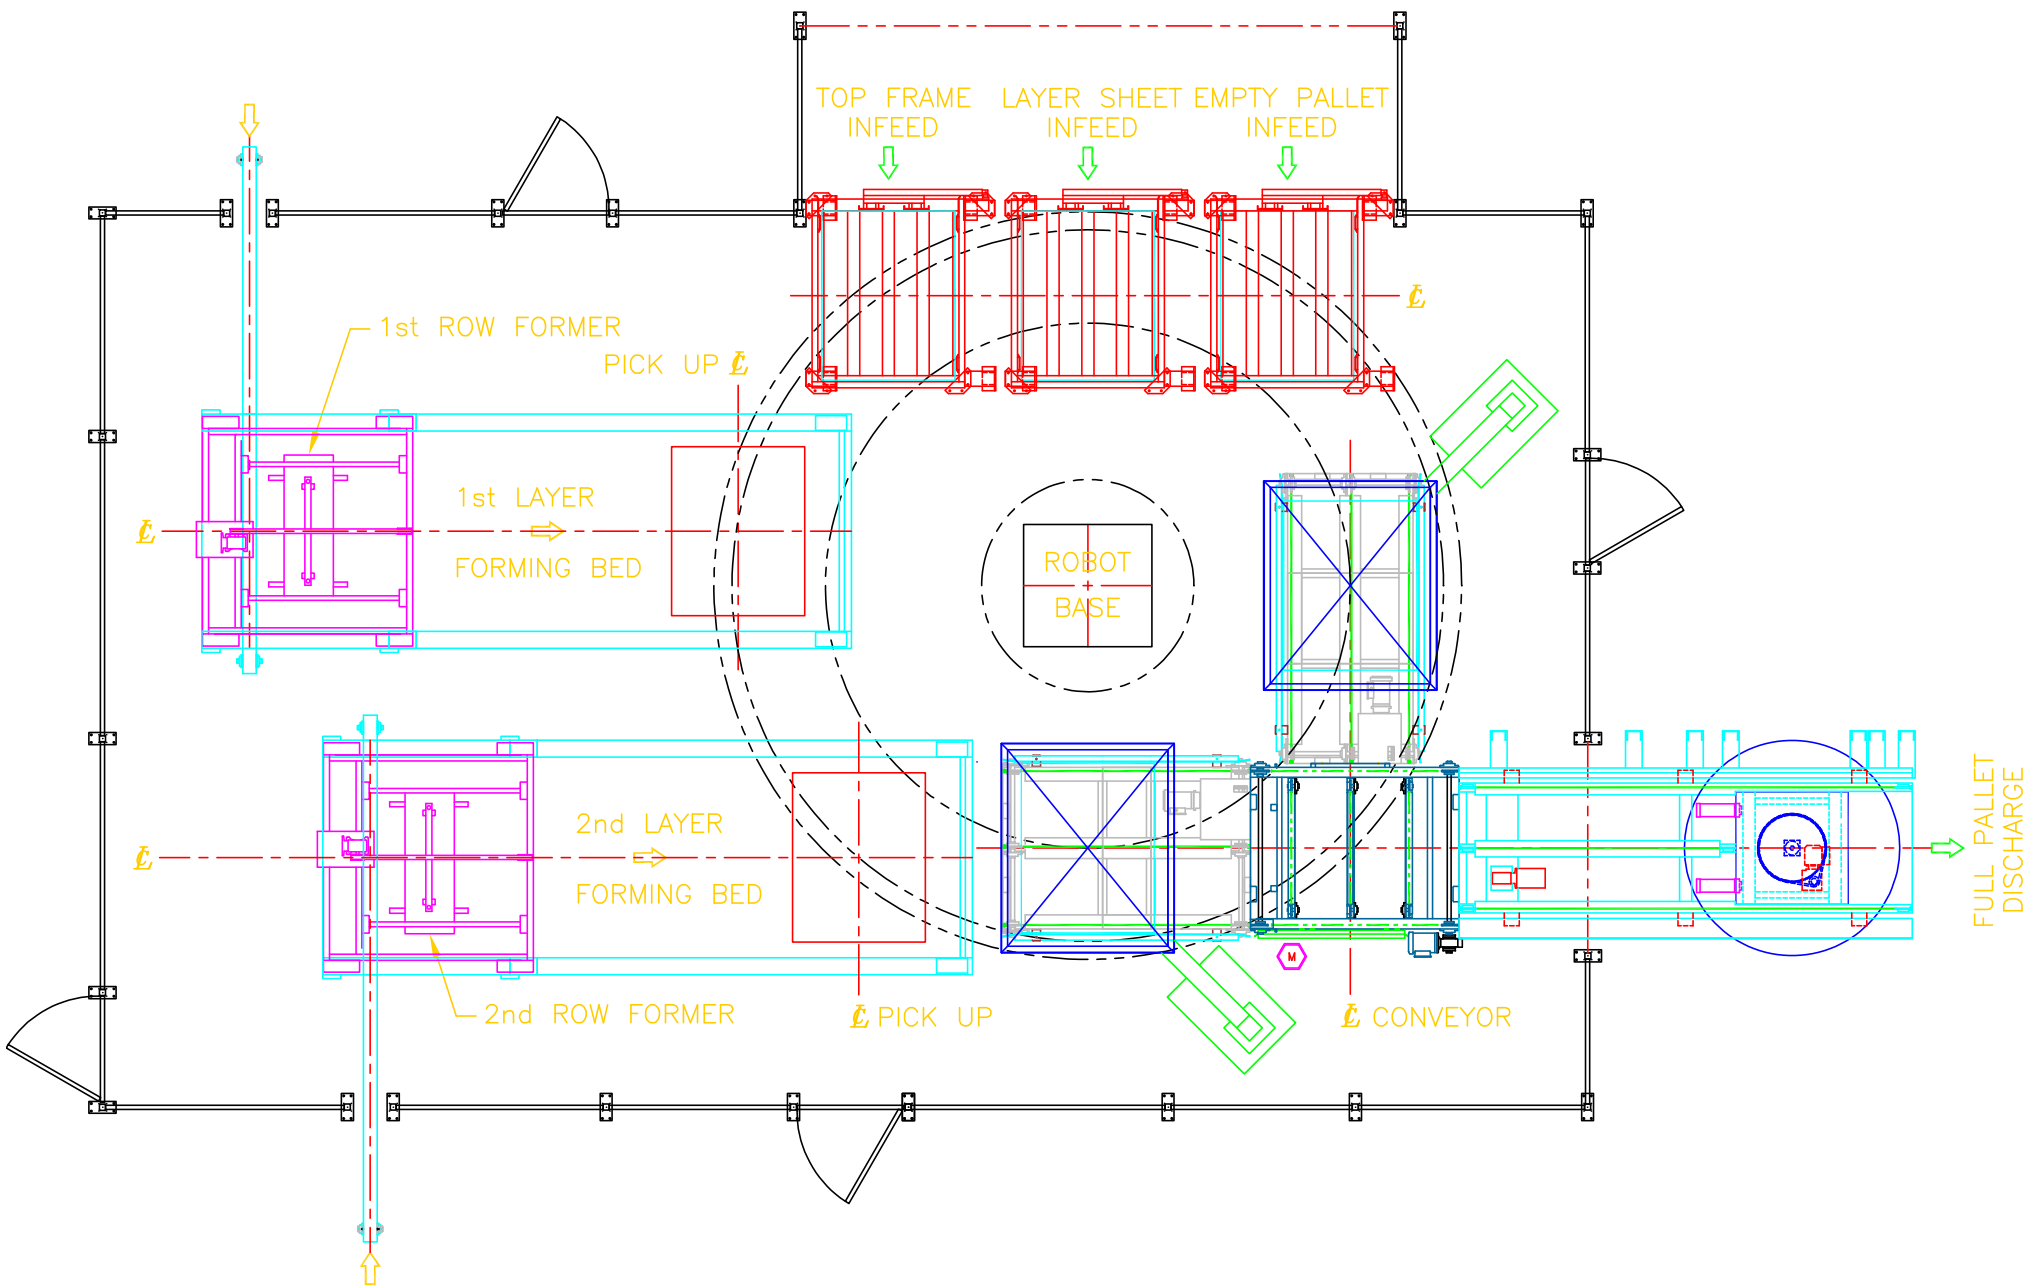 TOP FRAME
INFEED
LAYER SHEET
INFEED
EMPTY PALLET
INFEED
℄
1st ROW FORMER
PICK UP ℄
1st LAYER
FORMING BED
℄
ROBOT
BASE
2nd LAYER
FORMING BED
℄
2nd ROW FORMER
℄ PICK UP
M
℄ CONVEYOR
FULL PALLET
DISCHARGE